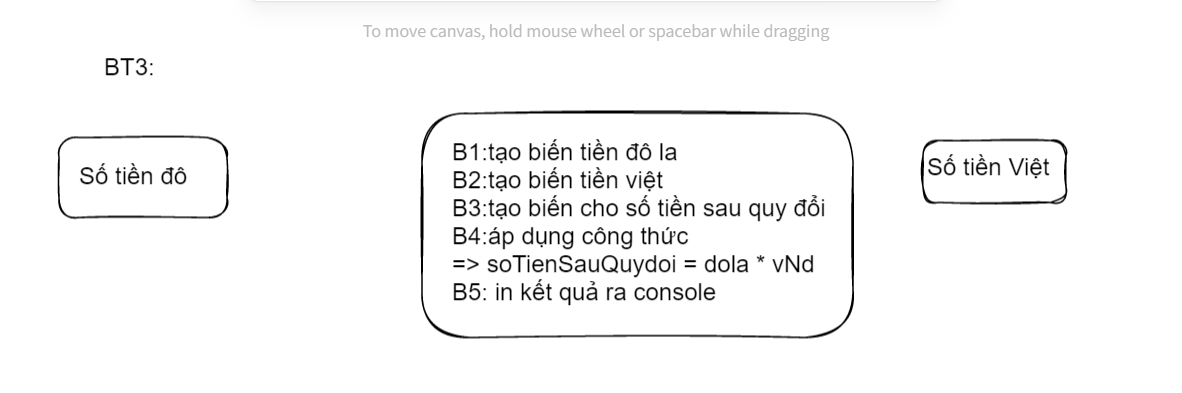 To move canvas, hold mouse wheel or spacebar while dragging
BT3:
Số tiền đô
B1:tạo biến tiền đô la
B2:tạo biến tiền việt
B3:tạo biến cho số tiền sau quy đổi
B4:áp dụng công thức
=> soTienSauQuydoi = dola * vNd
B5: in kết quả ra console
Số tiền Việt